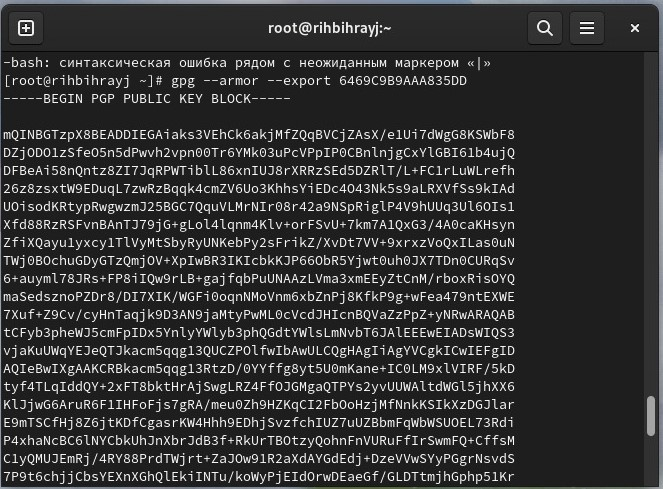 root@rihbihrayj:~
-bash: синтаксическая ошибка рядом с неожиданным маркером «|»
[root@rihbihrayj ~]# gpg --armor --export 6469C9B9AAA835DD
-----BEGIN PGP PUBLIC KEY BLOCK-----
mQINBGTzpX8BEADDIEGAiaks3VEhCk6akjMfZQqBVCjZAsX/e1Ui7dWgG8KSWbF8
DZjODO1zSfeO5n5dPwvh2vpn00Tr6YMk03uPcVPpIP0CBnlnjgCxYlGBI61b4ujQ
DFBeAi58nQntz8ZI7JqRPWTiblL86xnIUJ8rXRRzSEd5DZRlT/L+FC1rLuWLrefh
26z8zsxtW9EDuqL7zwRzBqqk4cmZV6Uo3KhhsYiEDc4O43Nk5s9aLRXVfSs9kIAd
UOisodKRtypRwgwzmJ25BGC7QquVLMrNIr08r42a9NSpRiglP4V9hUUq3Ul6OIs1
Xfd88RzRSFvnBAnTJ79jG+gLol4lqnm4Klv+orFSvU+7km7A1QxG3/4A0caKHsyn
ZfiXQayu1yxcy1TlVyMtSbyRyUNKebPy2sFrikZ/XvDt7VV+9xrxzVoQxILas0uN
TWj0BOchuGDyGTzQmjOV+XpIwBR3IKIcbkKJP66ObR5Yjwt0uh0JX7TDn0CURqSv
6+auyml78JRs+FP8iIQw9rLB+gajfqbPuUNAAzLVma3xmEEyZtCnM/rboxRisOYQ
maSedsznoPZDr8/DI7XIK/WGFi0oqnNMoVnm6xbZnPj8KfkP9g+wFea479ntEXWE
7Xuf+Z9Cv/cyHnTaqjk9D3AN9jaMtyPwML0cVcdJHIcnBQVaZzPpZ+yNRwARAQAB
tCFyb3pheWJ5cmFpIDx5YnlyYWlyb3phQGdtYWlsLmNvbT6JAlEEEwEIADsWIQS3
vjaKuUWqYEJeQTJkacm5qqg13QUCZPOlfwIbAwULCQgHAgIiAgYVCgkICwIEFgID
AQIeBwIXgAAKCRBkacm5qqg13RtzD/0YYffg8yt5U0mKane+IC0LM9xlVIRF/5kD
tyf4TLqIddQY+2xFT8bktHrAjSwgLRZ4FfOJGMgaQTPYs2yvUUWAltdWGl5jhXX6
KlJjwG6AruR6F1IHFoFjs7gRA/meu0Zh9HZKqCI2FbOoHzjMfNnkKSIkXzDGJlar
E9mTSCfHj8Z6jtKDfCgasrKW4Hhh9EDhjSvzfchIUZ7uUZBbmFqWbWSUOEL73Rdi
P4xhaNcBC6lNYCbkUhJnXbrJdB3f+RkUrTBOtzyQohnFnVURuFfIrSwmFQ+CffsM
C1yQMUJEmRj/4RY88PrdTWjrt+ZaJOw91R2aXdAYGdEdj+DzeVVwSYyPGgrNsvdS
7P9t6chjjCbsYEXnXGhQlEkiINTu/koWyPjEIdOrwDEaeGf/GLDTtmjhGphp51Kr